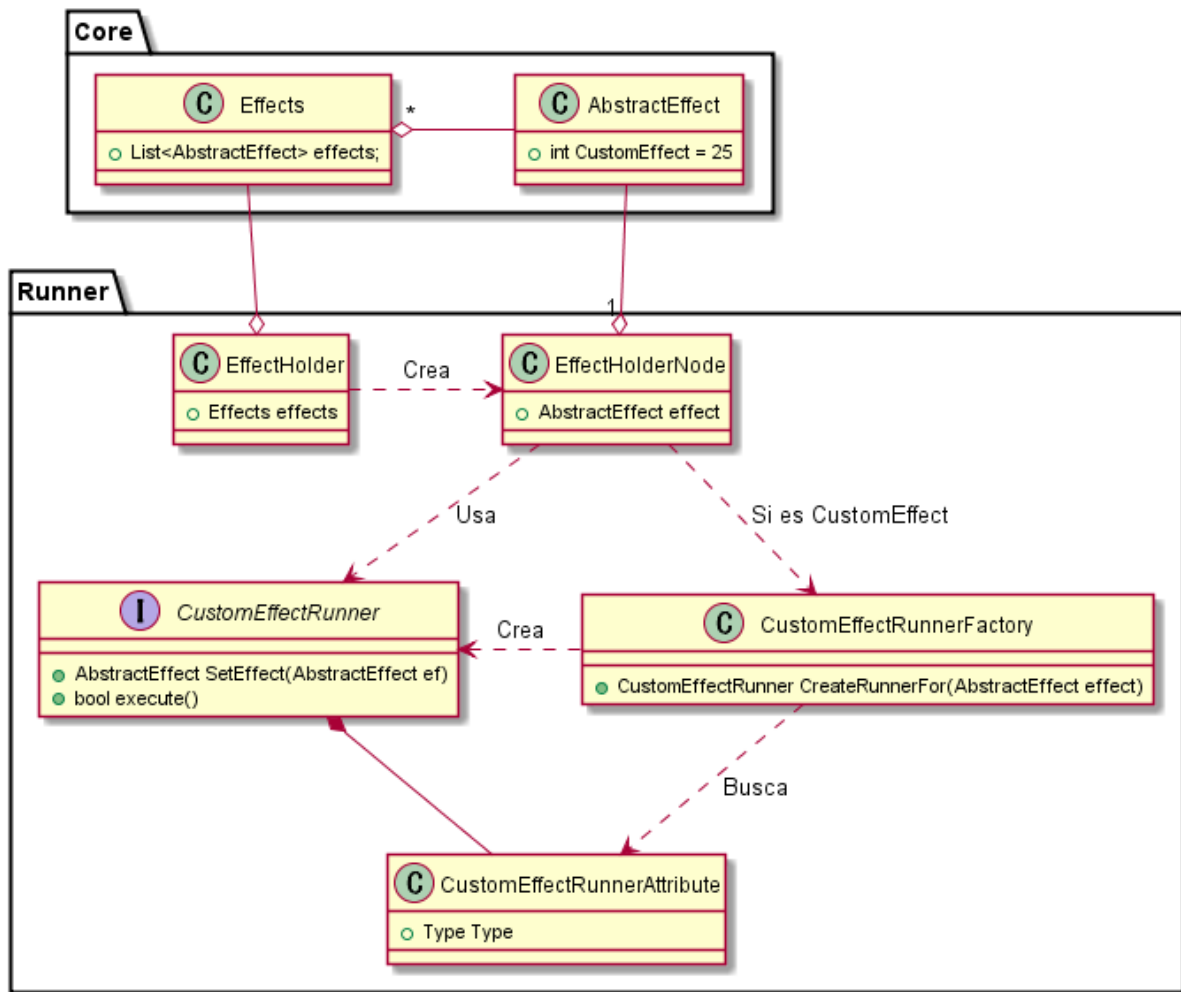 Core
C Effects
List<AbstractEffect> effects;
*
C AbstractEffect
int CustomEffect = 25
Runner
C EffectHolder
Effects effects
Crea
1
C EffectHolderNode
AbstractEffect effect
Usa
Si es CustomEffect
I CustomEffectRunner
AbstractEffect SetEffect(AbstractEffect ef)
bool execute()
Crea
C CustomEffectRunnerFactory
CustomEffectRunner CreateRunnerFor(AbstractEffect effect)
Busca
C CustomEffectRunnerAttribute
Type Type